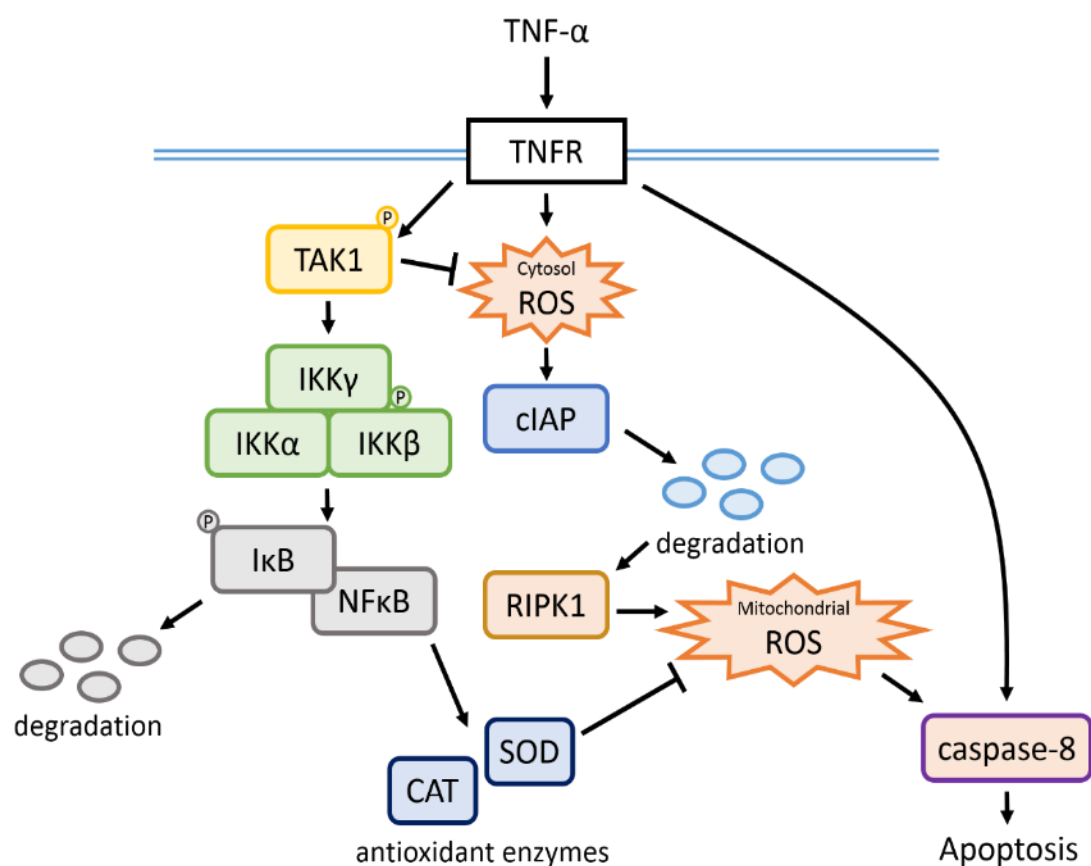 TNF-α
TNFR
P
TAK1
Cytosol
ROS
IKKγ
P
IKKα
IKKβ
cIAP
P
IκB
NFκB
degradation
RIPK1
Mitochondrial
ROS
degradation
SOD
CAT
caspase-8
antioxidant enzymes
Apoptosis